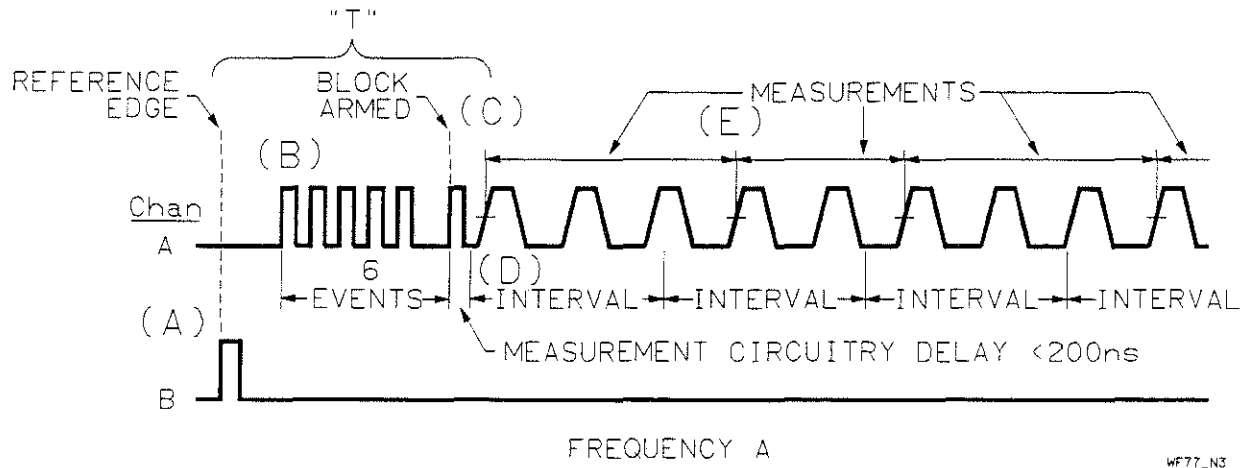 "T"
REFERENCE
EDGE
BLOCK
ARMED
(C)
MEASUREMENTS
(E)
(B)
Chan
A
6
EVENTS
(D)
INTERVAL
INTERVAL
INTERVAL
INTERVAL
(A)
MEASUREMENT CIRCUITRY DELAY <200ns
B
FREQUENCY A
WF77_N3